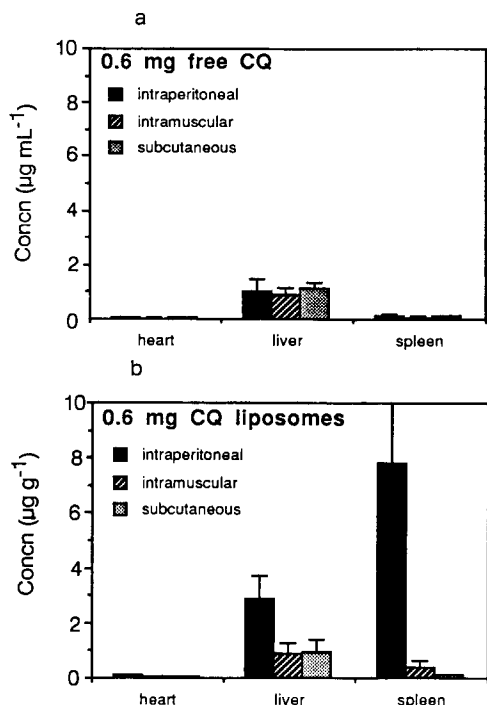 a
0.6 mg free CQ
intraperitoneal
intramuscular
subcutaneous
Concn (µg mL⁻¹)
10
8
6
4
2
0
heart liver spleen
b
0.6 mg CQ liposomes
intraperitoneal
intramuscular
subcutaneous
Concn (µg g⁻¹)
10
8
6
4
2
0
heart liver spleen